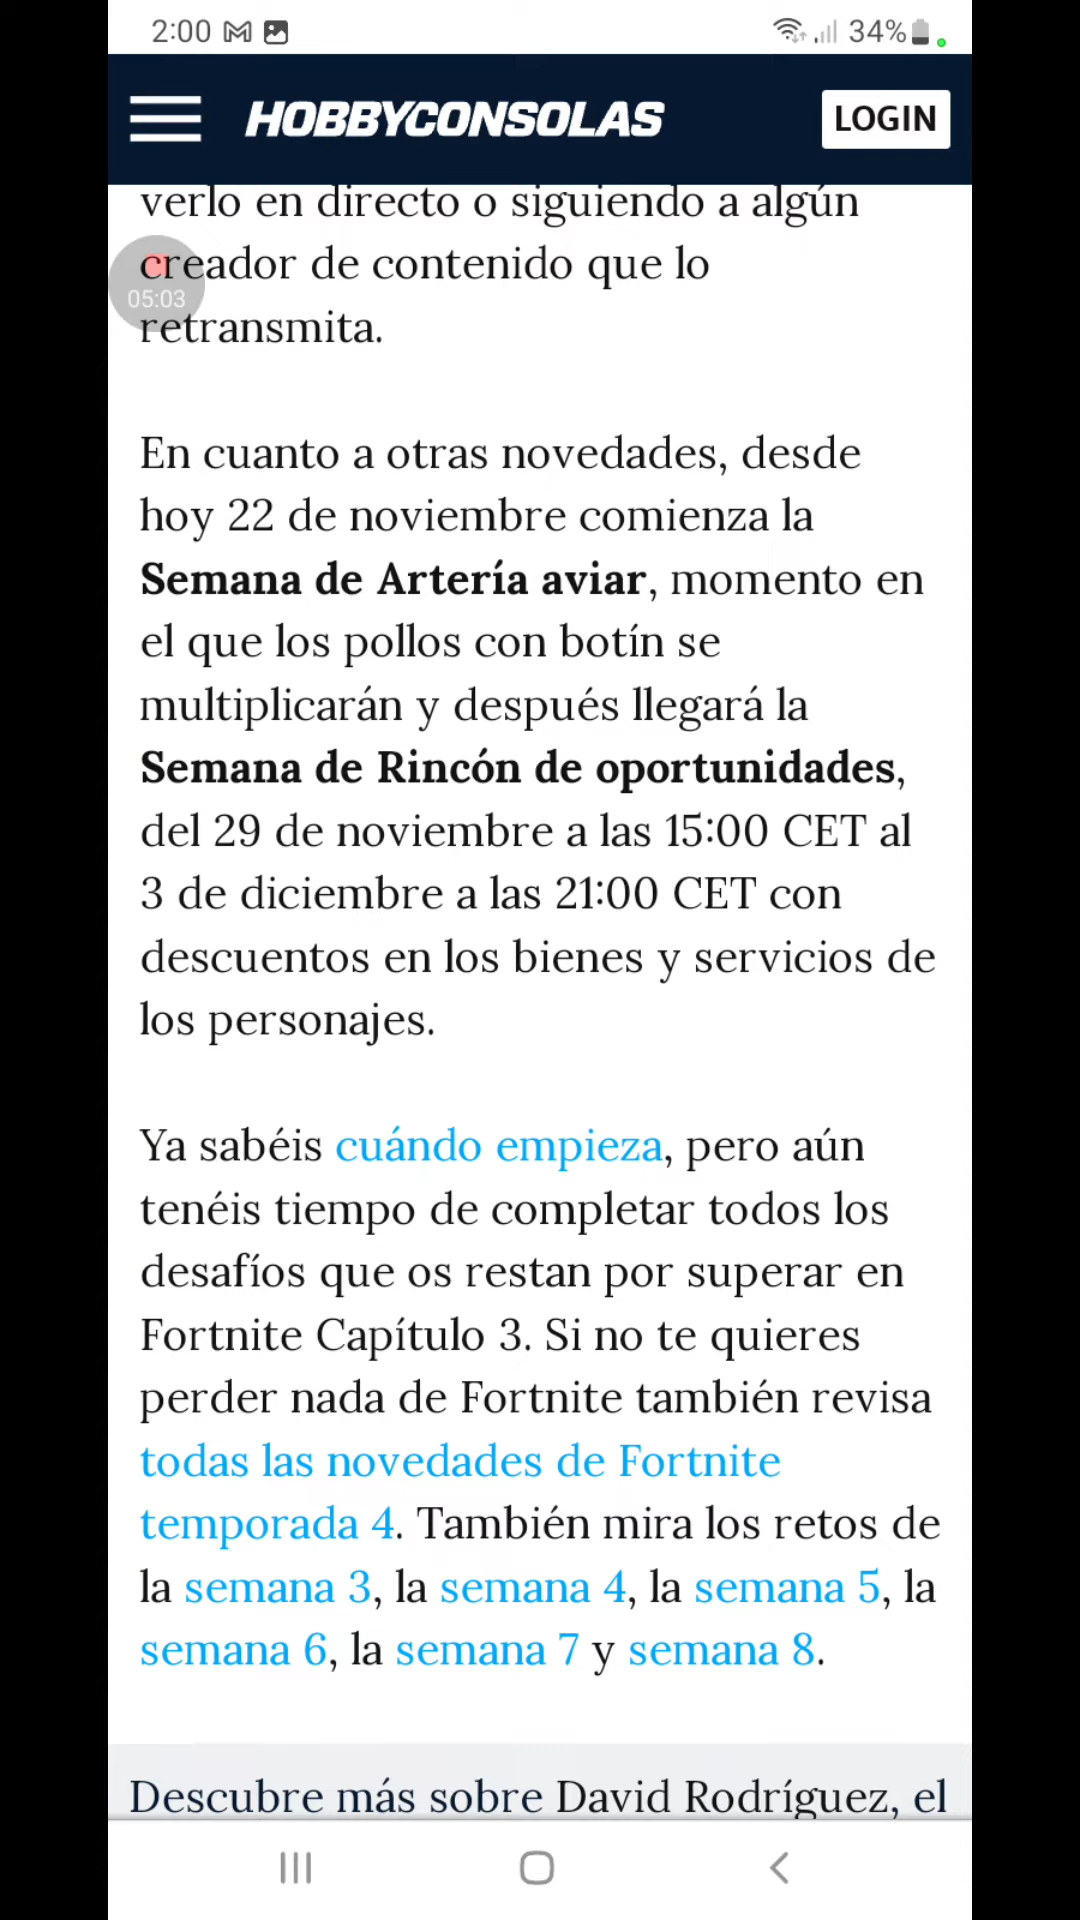 2:00 34%
HOBBYCONSOLAS LOGIN
verlo en directo o siguiendo a algún
creador de contenido que lo
05:03
retransmita.
En cuanto a otras novedades, desde
hoy 22 de noviembre comienza la
Semana de Artería aviar, momento en
el que los pollos con botín se
multiplicarán y después llegará la
Semana de Rincón de oportunidades,
del 29 de noviembre a las 15:00 CET al
3 de diciembre a las 21:00 CET con
descuentos en los bienes y servicios de
los personajes.
Ya sabéis cuándo empieza, pero aún
tenéis tiempo de completar todos los
desafíos que os restan por superar en
Fortnite Capítulo 3. Si no te quieres
perder nada de Fortnite también revisa
todas las novedades de Fortnite
temporada 4. También mira los retos de
la semana 3, la semana 4, la semana 5, la
semana 6, la semana 7 y semana 8.
Descubre más sobre David Rodríguez, el